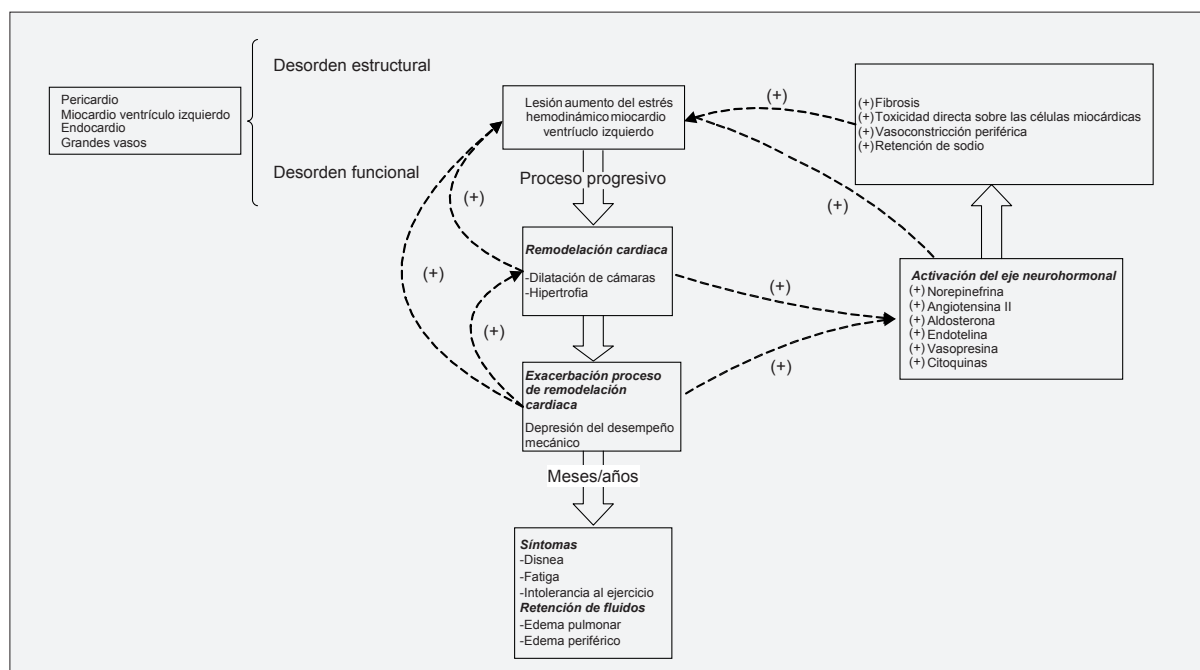 Desorden estructural
Pericardio
Miocardio ventrículo izquierdo
Endocardio
Grandes vasos
Desorden funcional
Lesión aumento del estrés
hemodinámico miocardio
ventríuclo izquierdo
(+)
(+) Fibrosis
(+) Toxicidad directa sobre las células miocárdicas
(+) Vasoconstricción periférica
(+) Retención de sodio
Proceso progresivo
(+)
(+)
(+)
Remodelación cardiaca
-Dilatación de cámaras
-Hipertrofia
(+)
(+)
Activación del eje neurohormonal
(+) Norepinefrina
(+) Angiotensina II
(+) Aldosterona
(+) Endotelina
(+) Vasopresina
(+) Citoquinas
(+)
Exacerbación proceso
de remodelación
cardiaca
Depresión del desempeño
mecánico
Meses/años
Síntomas
-Disnea
-Fatiga
-Intolerancia al ejercicio
Retención de fluidos
-Edema pulmonar
-Edema periférico